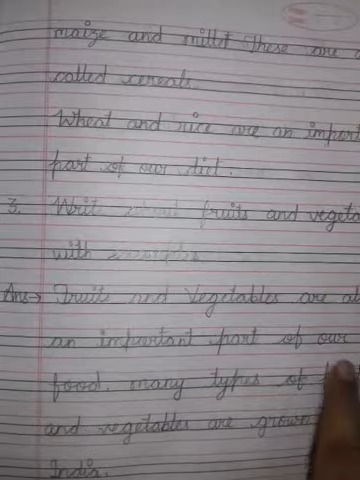 maize and millet these are
called cereals.
Wheat and rice are an import
part of our diet.
3. Write about fruits and vegeta
with examples
Ans→ Fruits and Vegetables are al
an important part of our
food. many types of
and vegetables are grown
India.